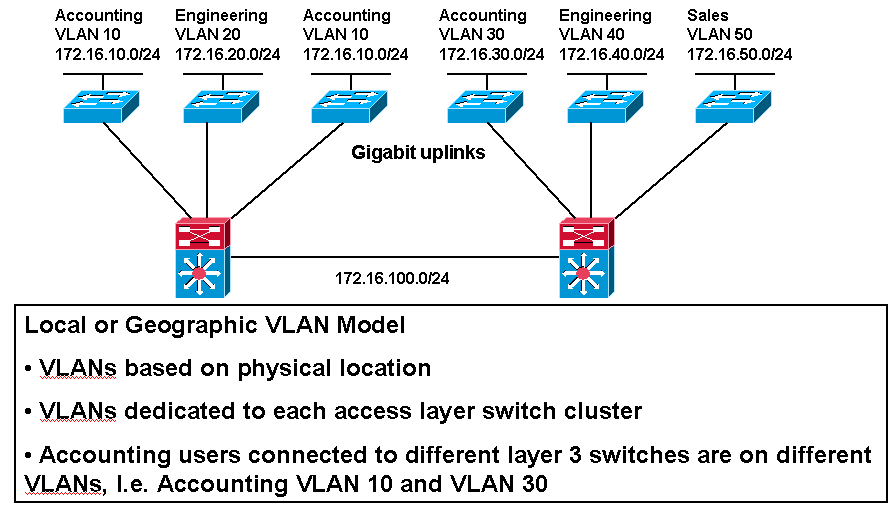 Accounting Engineering Accounting Accounting Engineering Sales
VLAN 10 VLAN 20 VLAN 10 VLAN 30 VLAN 40 VLAN 50
172.16.10.0/24 172.16.20.0/24 172.16.10.0/24 172.16.30.0/24 172.16.40.0/24 172.16.50.0/24
Gigabit uplinks
172.16.100.0/24
Local or Geographic VLAN Model
• VLANs based on physical location
• VLANs dedicated to each access layer switch cluster
• Accounting users connected to different layer 3 switches are on different
VLANs, I.e. Accounting VLAN 10 and VLAN 30